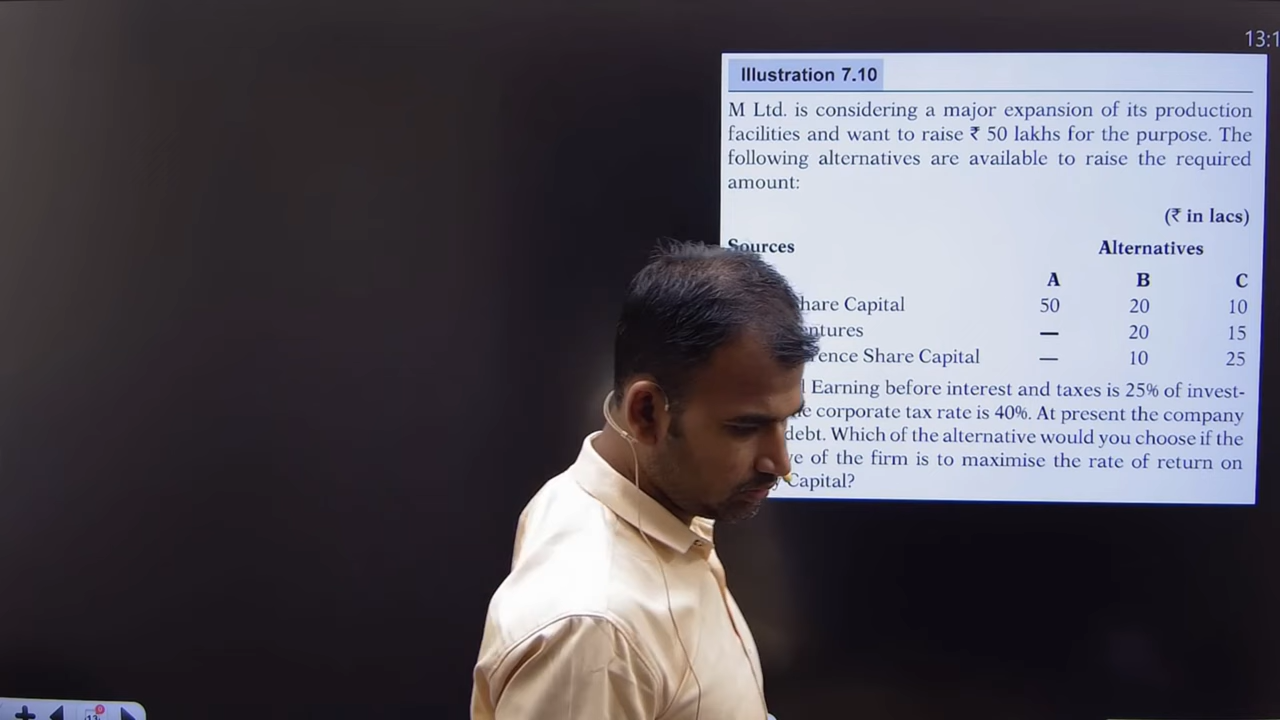 13:1
Illustration 7.10
M Ltd. is considering a major expansion of its production
facilities and want to raise ₹ 50 lakhs for the purpose. The
following alternatives are available to raise the required
amount:
(₹ in lacs)
Sources Alternatives
A B C
hare Capital 50 20 10
ntures — 20 15
rence Share Capital — 10 25
Earning before interest and taxes is 25% of invest-
corporate tax rate is 40%. At present the company
debt. Which of the alternative would you choose if the
of the firm is to maximise the rate of return on
Capital?
13